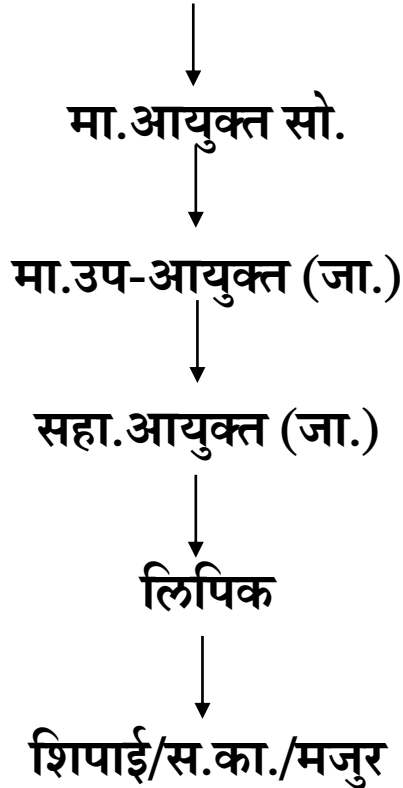 मा.आयुक्त सो.
मा.उप-आयुक्त (जा.)
सहा.आयुक्त (जा.)
लिपिक
शिपाई/स.का./मजुर